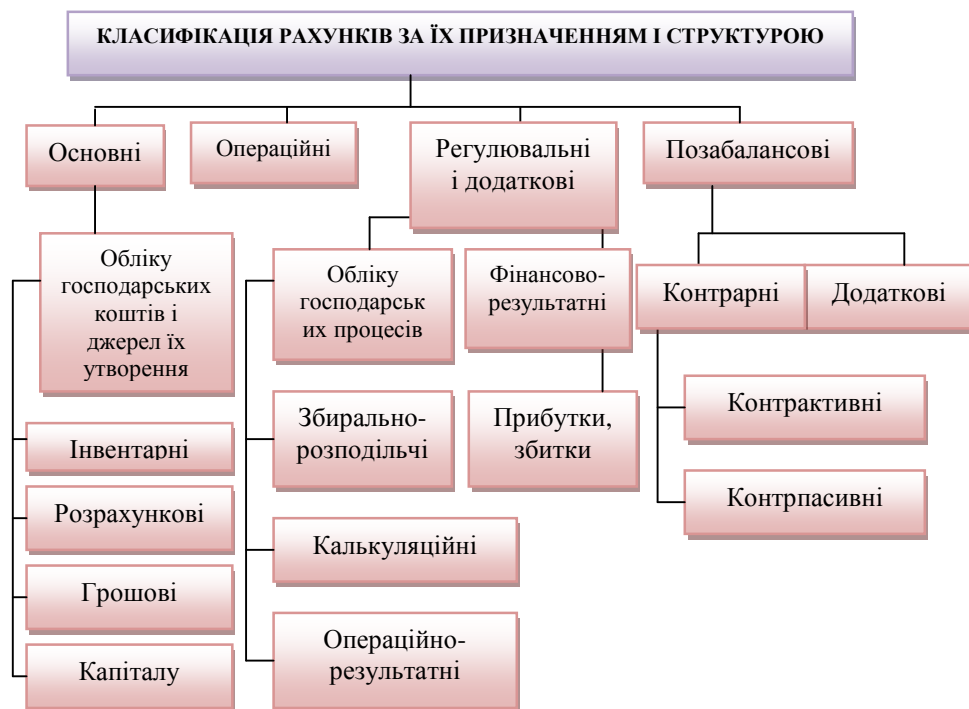 КЛАСИФІКАЦІЯ РАХУНКІВ ЗА ЇХ ПРИЗНАЧЕННЯМ І СТРУКТУРОЮ
Основні
Операційні
Регулювальні
і додаткові
Позабалансові
Обліку
господарських
коштів і
джерел їх
утворення
Обліку
господарськ
их процесів
Фінансово-
результатні
Контрарні
Додаткові
Інвентарні
Розрахункові
Грошові
Капіталу
Збирально-
розподільчі
Калькуляційні
Операційно-
результатні
Прибутки,
збитки
Контрактивні
Контрпасивні